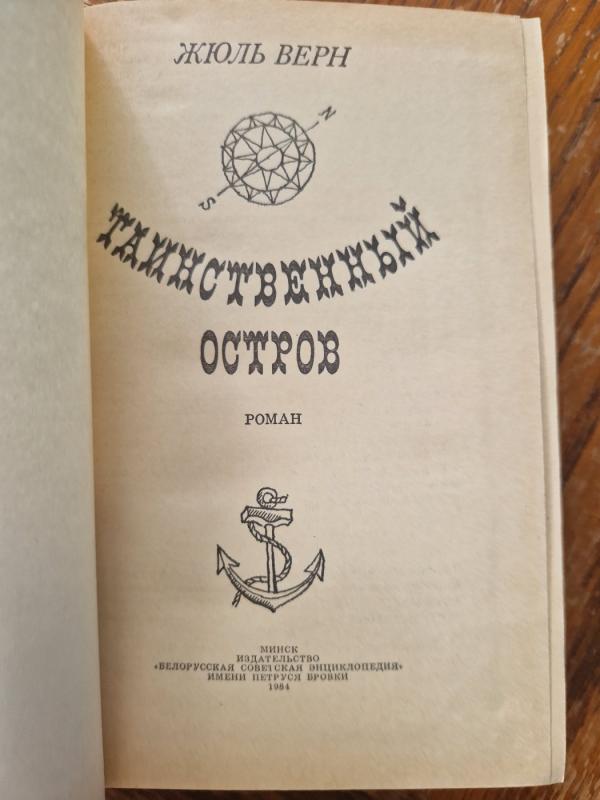 ЖЮЛЬ ВЕРН
N
S
ТАИНСТВЕННЫЙ
ОСТРОВ
РОМАН
МИНСК
ИЗДАТЕЛЬСТВО
«БЕЛОРУССКАЯ СОВЕТСКАЯ ЭНЦИКЛОПЕДИЯ»
ИМЕНИ ПЕТРУСЯ БРОВКИ
1984